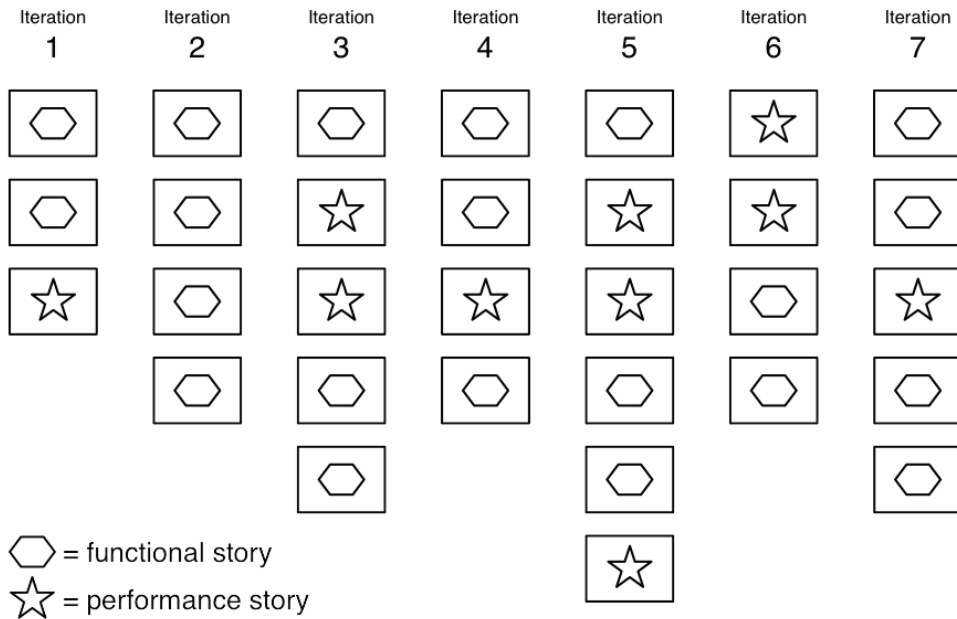 Iteration Iteration Iteration Iteration Iteration Iteration Iteration
1 2 3 4 5 6 7
= functional story
= performance story